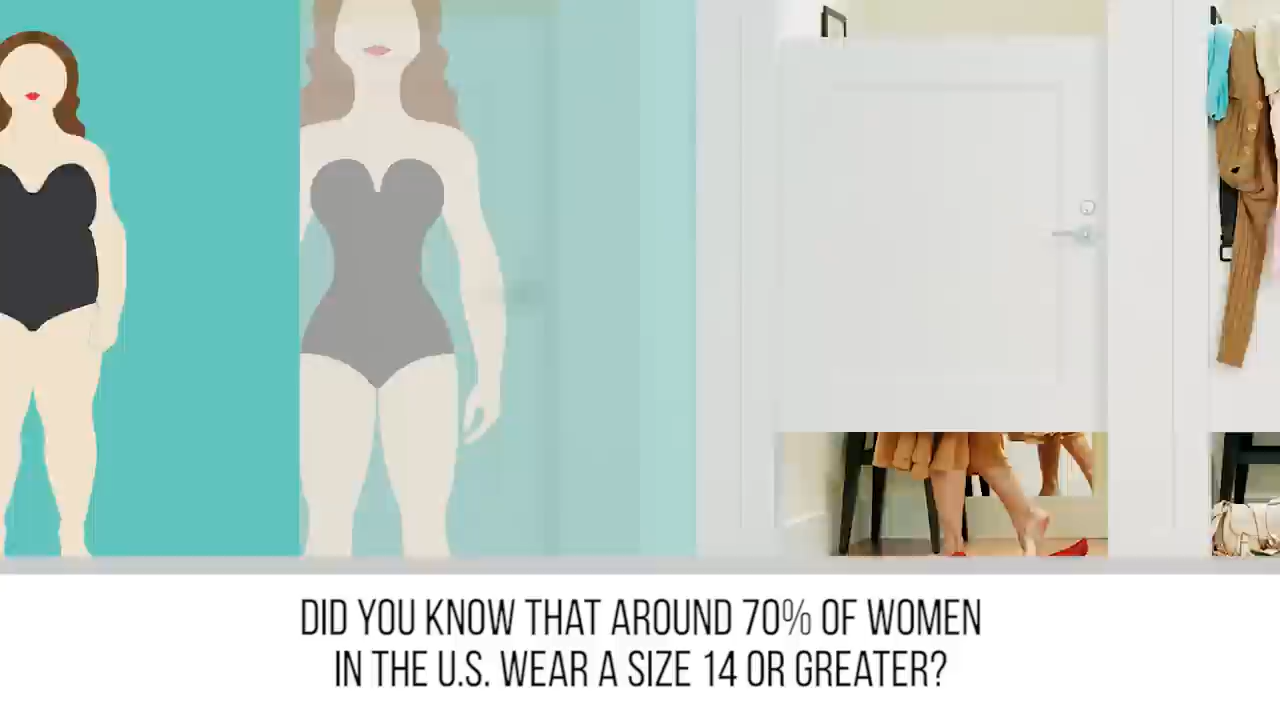 DID YOU KNOW THAT AROUND 70% OF WOMEN
IN THE U.S. WEAR A SIZE 14 OR GREATER?